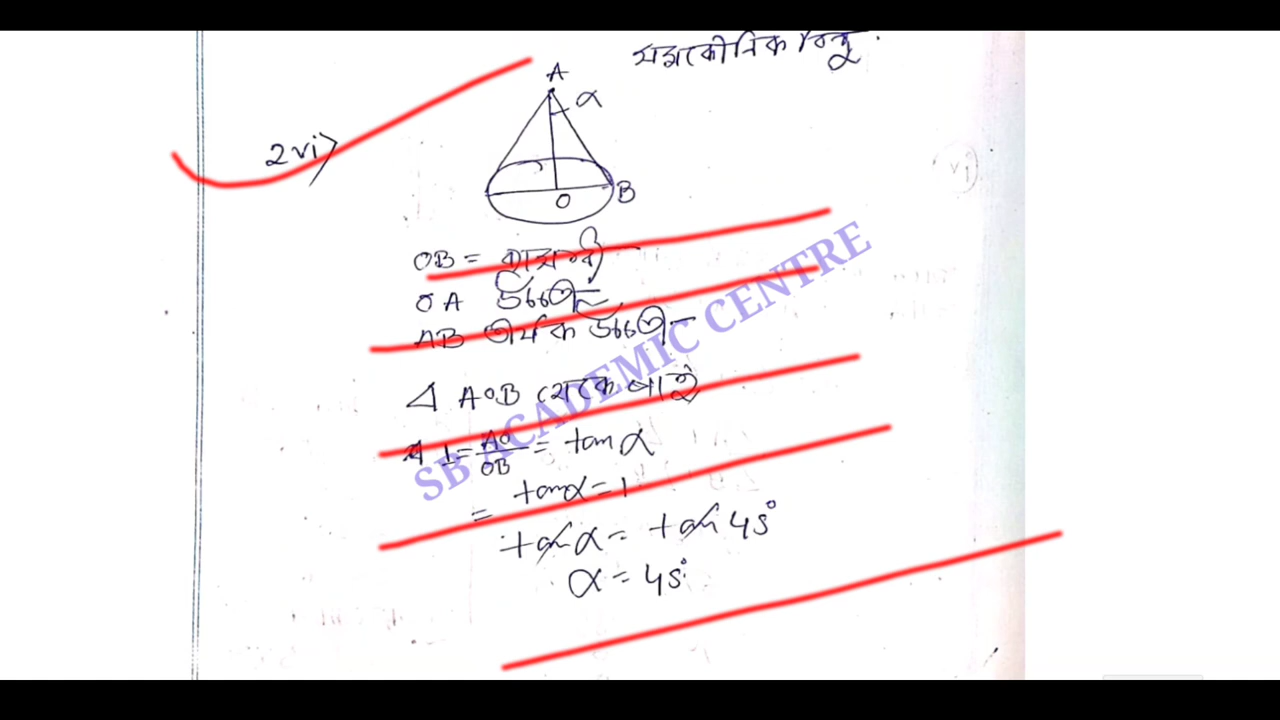 সমকৌনিক বিন্দু.
A
α
2vi)
O
B
OB = ব্যাসার্ধ
OA উচ্চতা
AB তীর্যক উচ্চতা
Δ AOB থেকে পাই
1 = AO/OB = tan α
= tanα = 1
tan α = tan 45°
α = 45°
SB ACADEMIC CENTRE